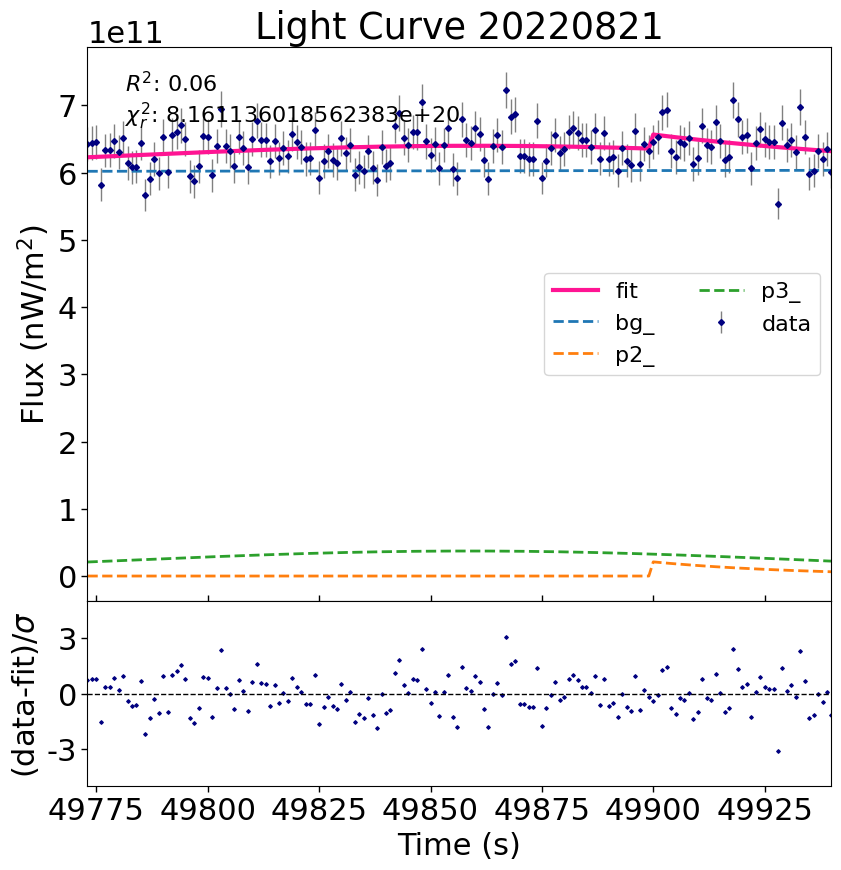 Light Curve 20220821
1e11
R²: 0.06
χ²ᵣ: 8.161136018562383e+20
7
6
5
4
3
2
1
0
Flux (nW/m²)
fit
bg_
p2_
p3_
data
3
0
-3
(data-fit)/σ
49775 49800 49825 49850 49875 49900 49925
Time (s)